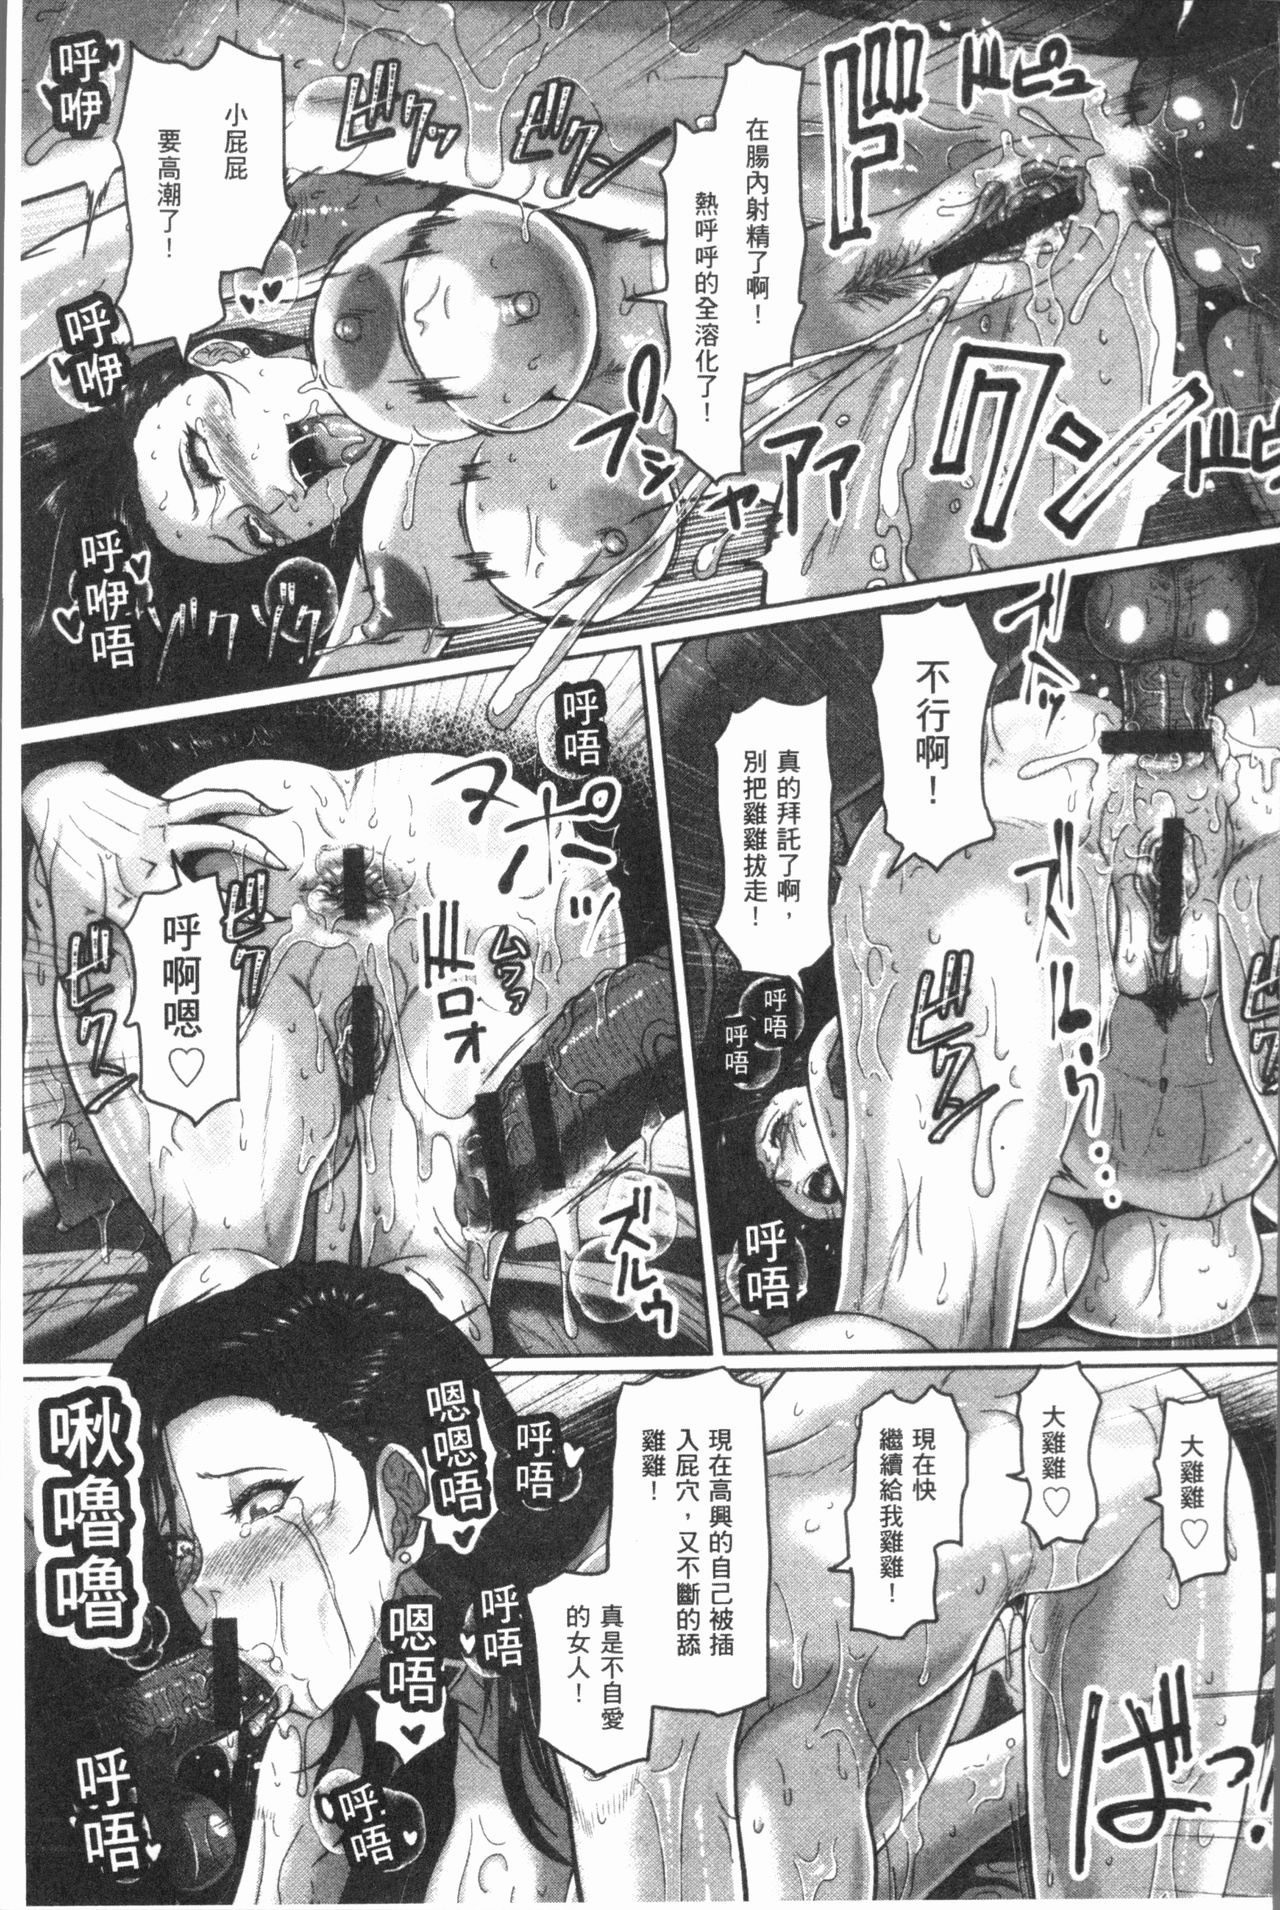 在腸內射精了啊！
熱呼呼的全溶化了！
小屁屁
要高潮了！
呼咿
呼咿
呼咿唔
ドピュッ
ビクッ
ビクッ
ゾクゾク
プシャアア
不行啊！
真的拜託了啊，
別把雞雞拔走！
呼唔
呼唔
呼唔
ビクン
呼唔
ヌポッ
呼啊嗯♡
ビクン
ムワァ
ズルゥ
大雞雞♡
大雞雞♡
現在快
繼續給我雞雞！
現在高興的自己被插
入屁穴，又不斷的舔
雞雞！
真是不自愛
的女人！
嗯嗯唔
呼唔
啾嚕嚕
呼唔
嗯唔
呼唔
呼唔